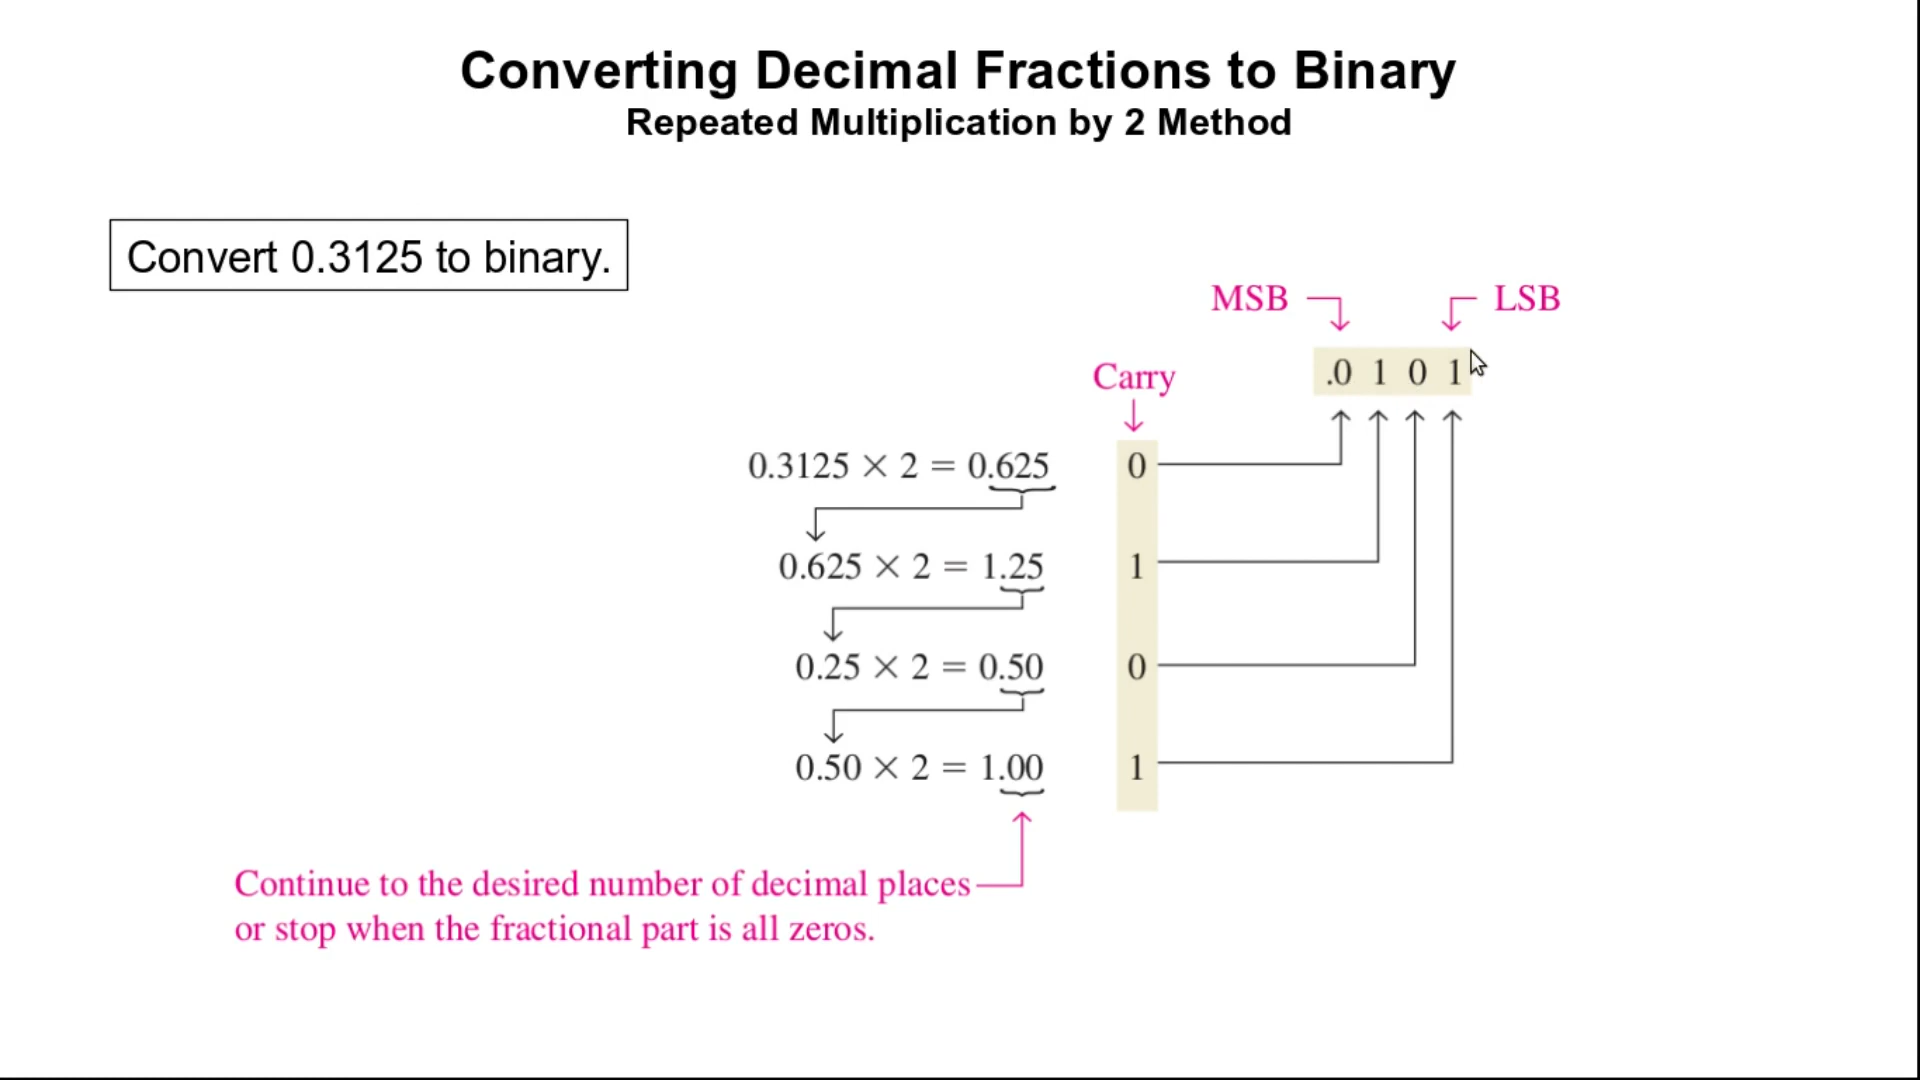 Converting Decimal Fractions to Binary
Repeated Multiplication by 2 Method
Convert 0.3125 to binary.
MSB LSB
.0 1 0 1
Carry
0.3125 × 2 = 0.625 0
0.625 × 2 = 1.25 1
0.25 × 2 = 0.50 0
0.50 × 2 = 1.00 1
Continue to the desired number of decimal places
or stop when the fractional part is all zeros.